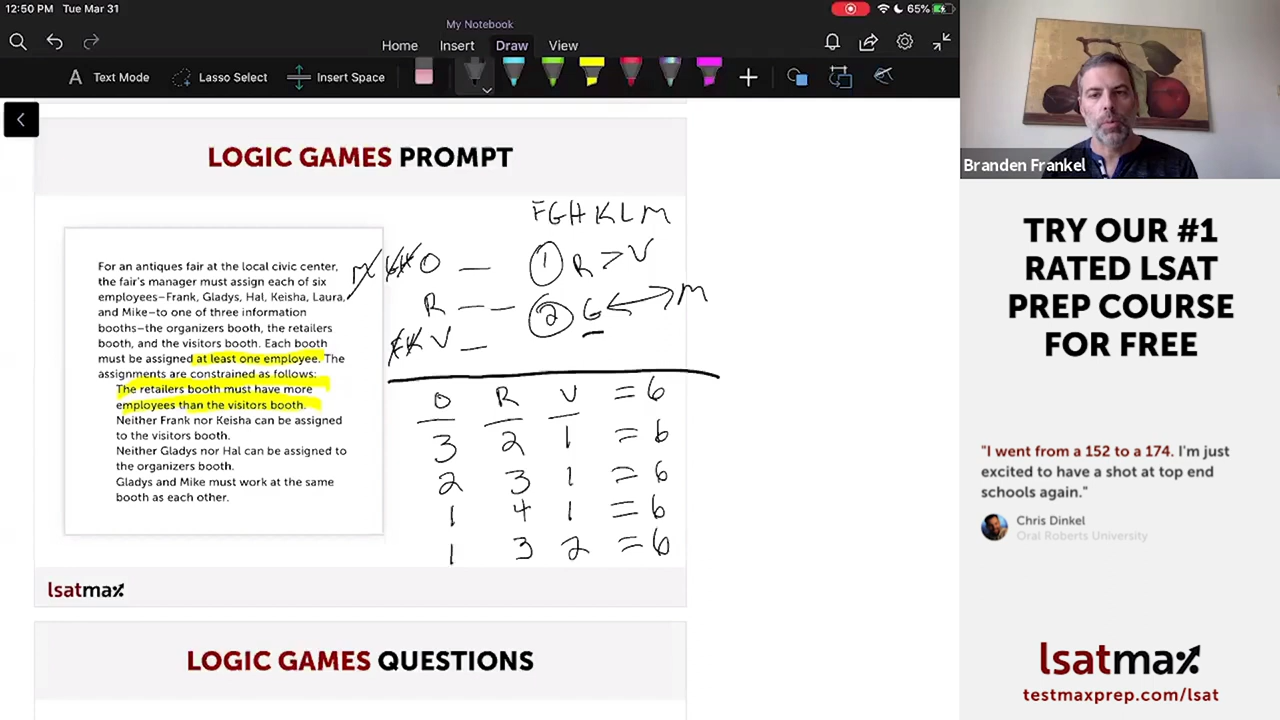 12:50 PM Tue Mar 31
65%
My Notebook
Home Insert Draw View
Text Mode Lasso Select Insert Space
LOGIC GAMES PROMPT
For an antiques fair at the local civic center,
the fair's manager must assign each of six
employees—Frank, Gladys, Hal, Keisha, Laura,
and Mike—to one of three information
booths—the organizers booth, the retailers
booth, and the visitors booth. Each booth
must be assigned at least one employee. The
assignments are constrained as follows:
The retailers booth must have more
employees than the visitors booth.
Neither Frank nor Keisha can be assigned
to the visitors booth.
Neither Gladys nor Hal can be assigned to
the organizers booth.
Gladys and Mike must work at the same
booth as each other.
F G H K L M
M G H O _ ① R > V
R _ _ ② G ↔ M
F K V _
O R V = 6
3 2 1 = 6
2 3 1 = 6
1 4 1 = 6
1 3 2 = 6
lsatmax
LOGIC GAMES QUESTIONS
Branden Frankel
TRY OUR #1
RATED LSAT
PREP COURSE
FOR FREE
"I went from a 152 to a 174. I'm just
excited to have a shot at top end
schools again."
Chris Dinkel
Oral Roberts University
lsatmax
testmaxprep.com/lsat